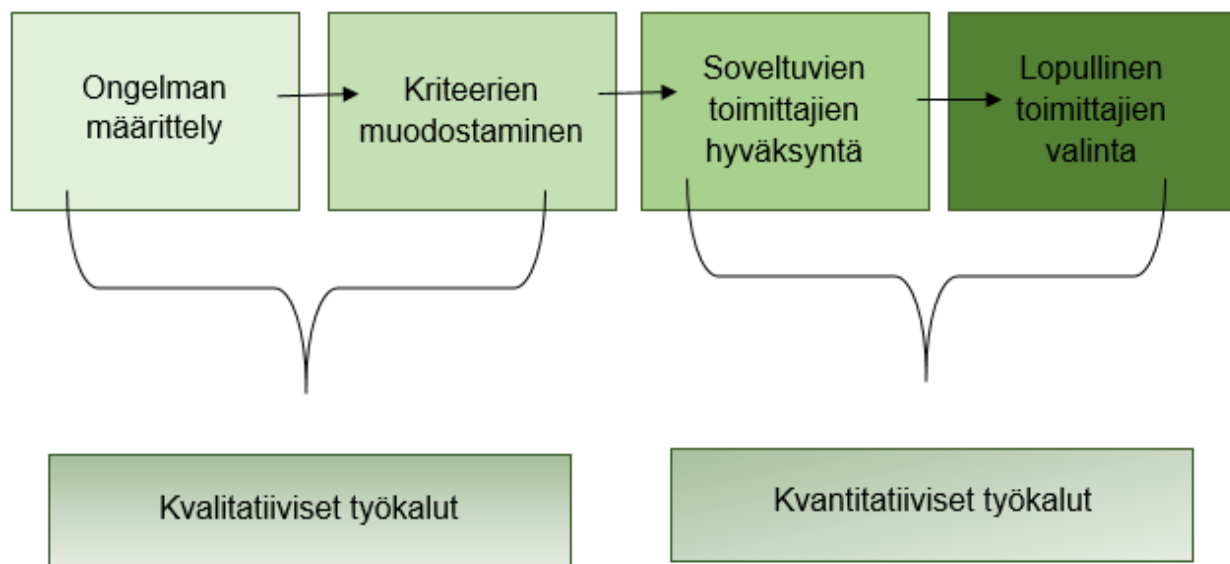 Ongelman
määrittely
Kriteerien
muodostaminen
Soveltuvien
toimittajien
hyväksyntä
Lopullinen
toimittajien
valinta
Kvalitatiiviset työkalut
Kvantitatiiviset työkalut